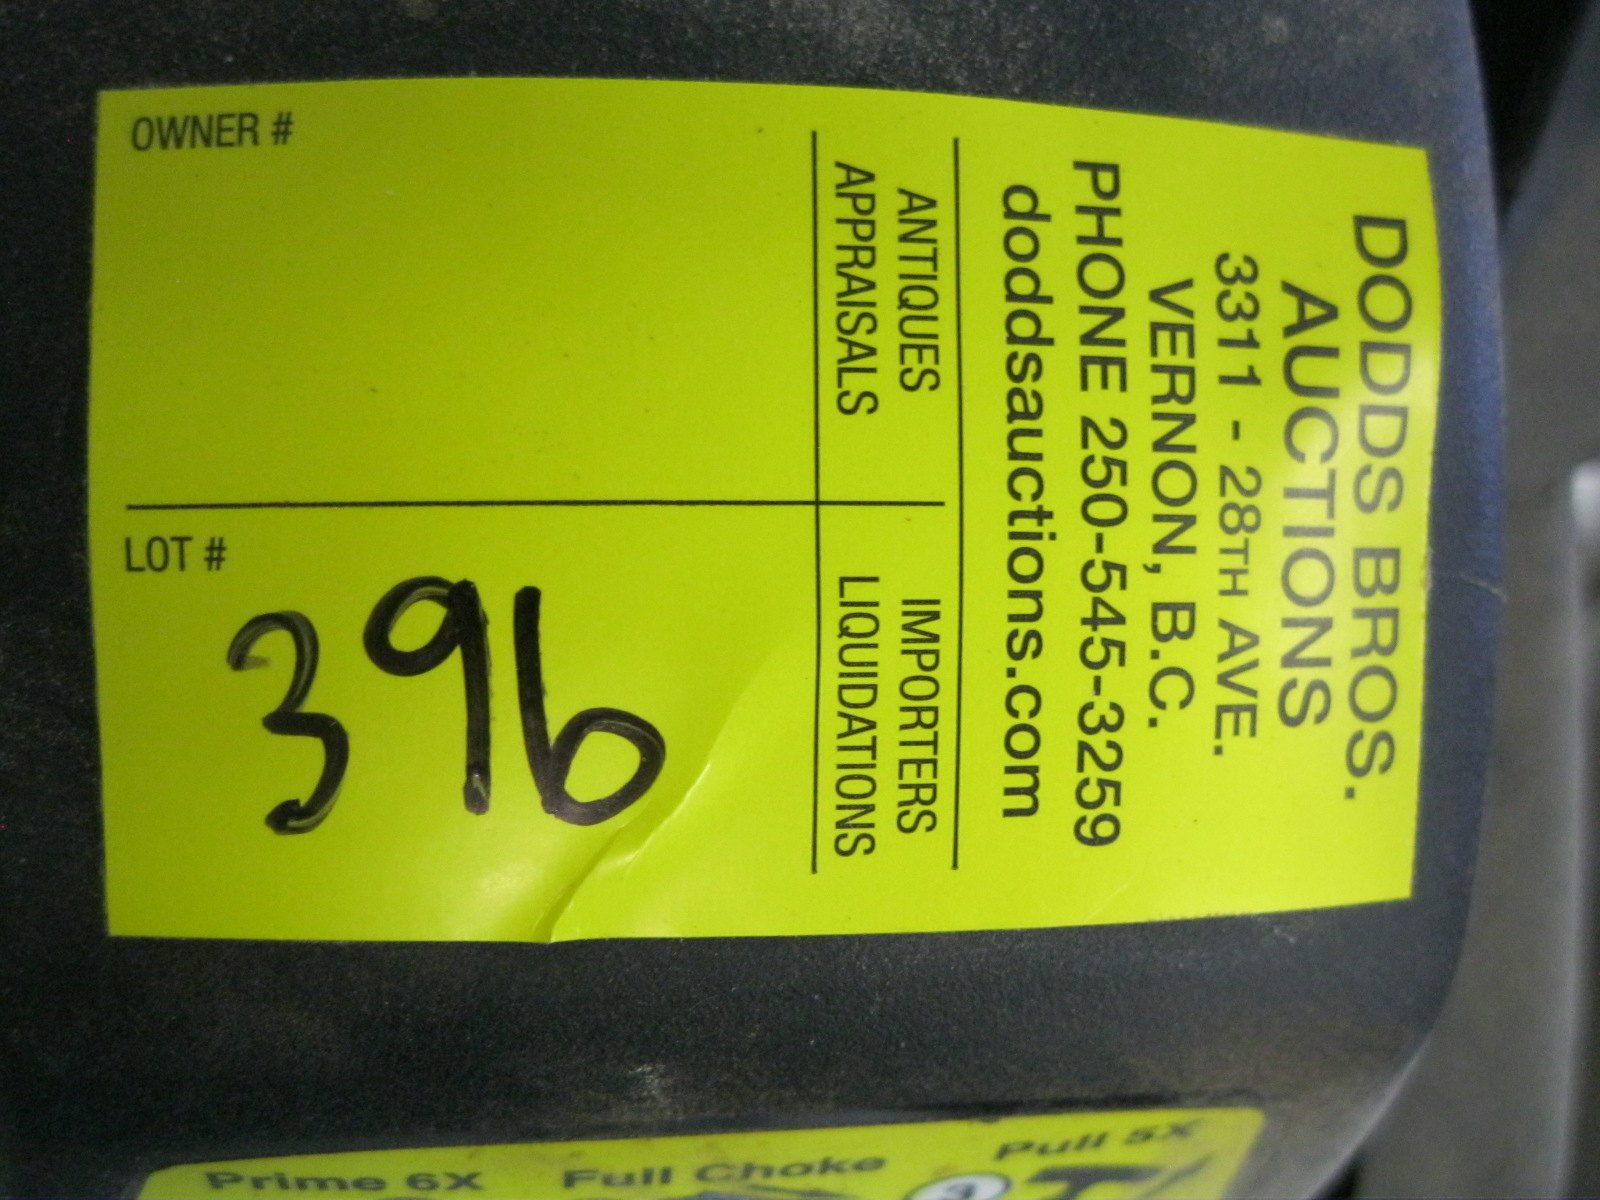 DODDS BROS.
AUCTIONS
3311 - 28TH AVE.
VERNON, B.C.
PHONE 250-545-3259
doddsauctions.com
ANTIQUES
APPRAISALS
IMPORTERS
LIQUIDATIONS
OWNER #
LOT #
396
Prime 6X
Full Choke
3
Pull 5X